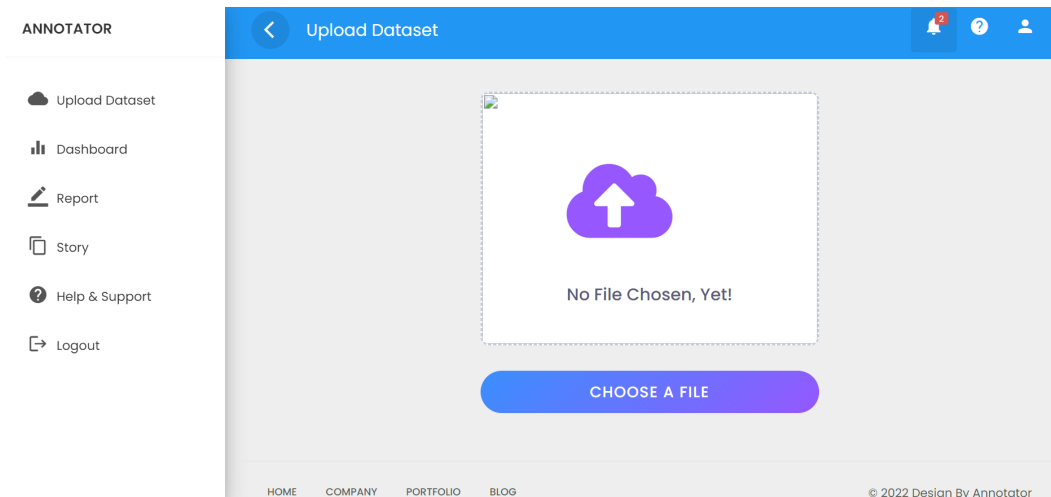 ANNOTATOR
Upload Dataset
Dashboard
Report
Story
Help & Support
Logout
Upload Dataset
2
No File Chosen, Yet!
CHOOSE A FILE
HOME COMPANY PORTFOLIO BLOG
© 2022 Design By Annotator